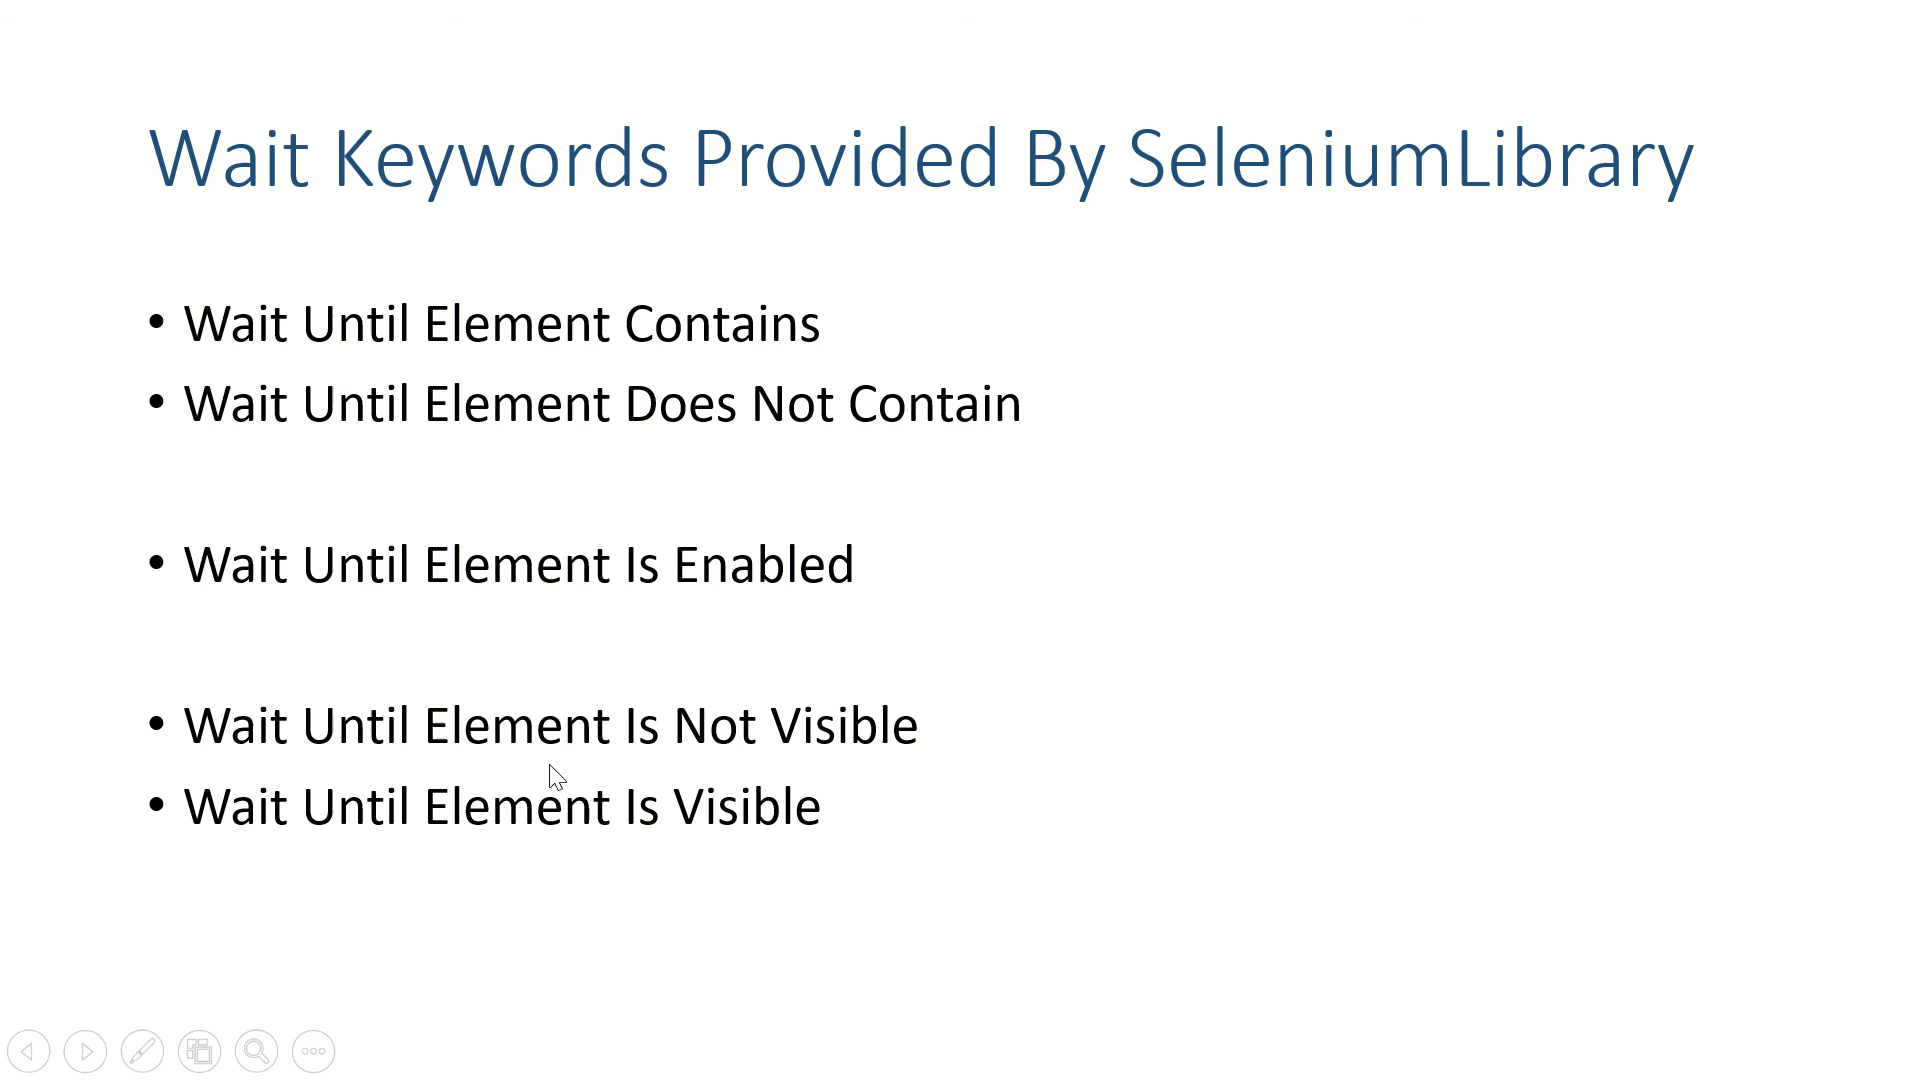 Wait Keywords Provided By SeleniumLibrary
• Wait Until Element Contains
• Wait Until Element Does Not Contain
• Wait Until Element Is Enabled
• Wait Until Element Is Not Visible
• Wait Until Element Is Visible